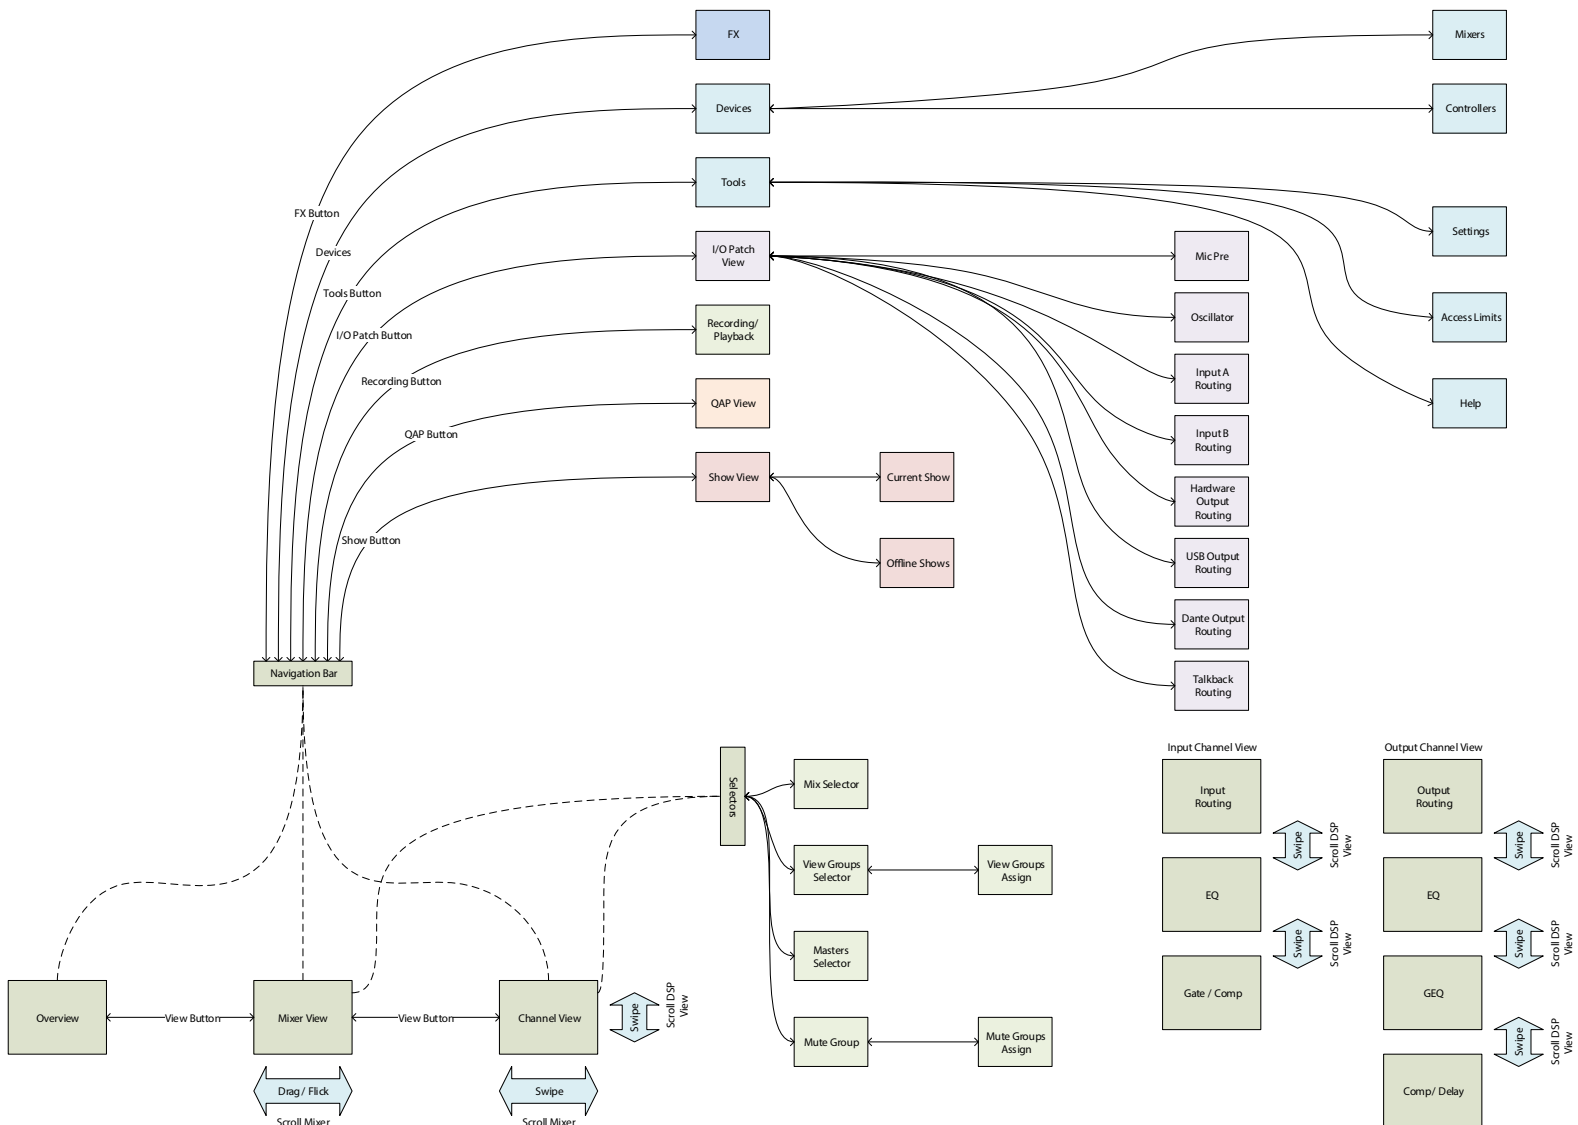 FX
Mixers
Devices
Controllers
Tools
FX Button
Devices
Tools Button
I/O Patch
View
Mic Pre
Settings
Oscillator
Access Limits
I/O Patch Button
Recording/
Playback
Recording Button
Input A
Routing
QAP View
Help
QAP Button
Input B
Routing
Show View
Current Show
Hardware
Output
Routing
Show Button
Offline Shows
USB Output
Routing
Dante Output
Routing
Navigation Bar
Talkback
Routing
Selectors
Mix Selector
View Groups
Selector
View Groups
Assign
Masters
Selector
Mute Group
Mute Groups
Assign
Input Channel View
Input
Routing
Swipe
Scroll DSP
View
EQ
Swipe
Scroll DSP
View
Gate / Comp
Output Channel View
Output
Routing
Swipe
Scroll DSP
View
EQ
Swipe
Scroll DSP
View
GEQ
Swipe
Scroll DSP
View
Comp/ Delay
Overview
View Button
Mixer View
View Button
Channel View
Swipe
Scroll DSP
View
Drag / Flick
Scroll Mixer
Swipe
Scroll Mixer